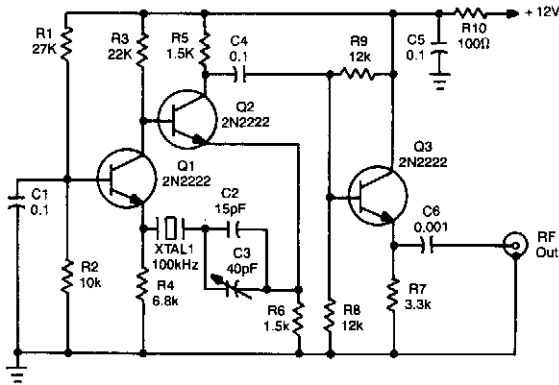 R1
27K
R3
22K
R5
1.5K
C4
0.1
R9
12k
C5
0.1
R10
100Ω
+ 12V
Q2
2N2222
Q1
2N2222
Q3
2N2222
C1
0.1
C2
15pF
XTAL1
100kHz
C3
40pF
C6
0.001
RF
Out
R2
10k
R4
6.8k
R6
1.5k
R8
12k
R7
3.3k